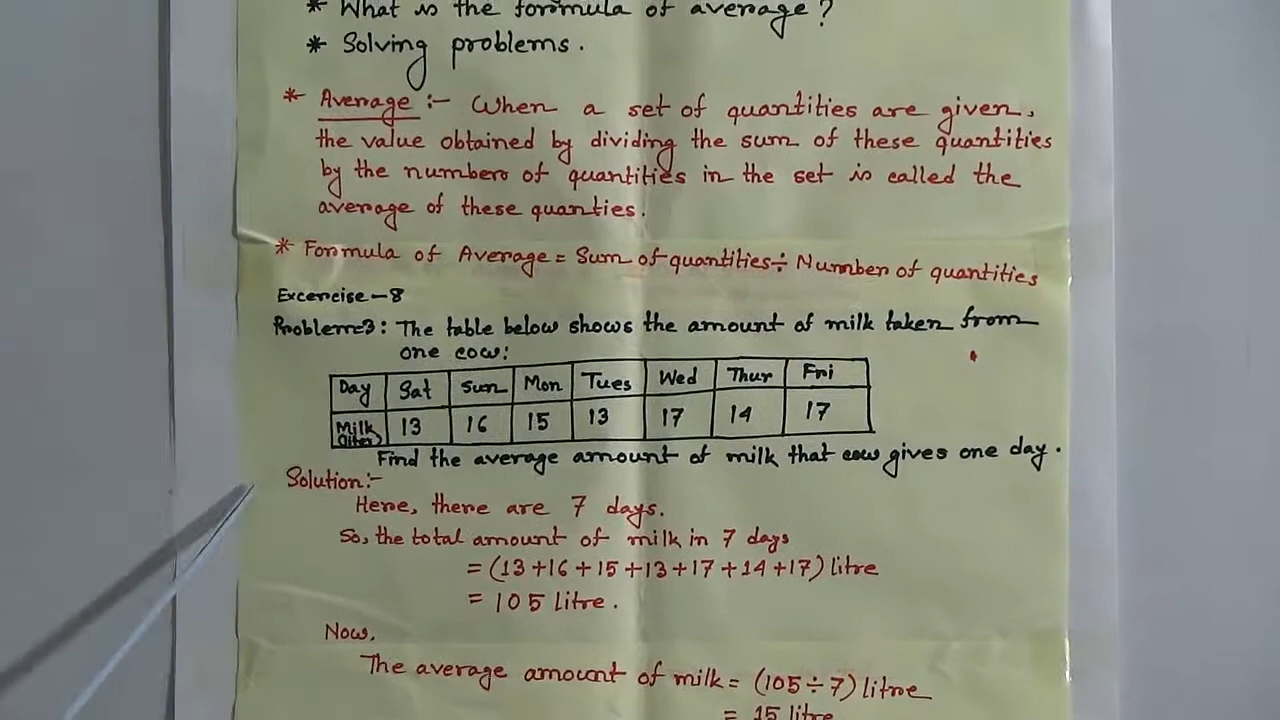 * What is the formula of average?
* Solving problems.
* Average :- When a set of quantities are given,
the value obtained by dividing the sum of these quantities
by the numbers of quantities in the set is called the
average of these quanties.
* Formula of Average = Sum of quantities ÷ Number of quantities
Excercise-8
Problem-3: The table below shows the amount of milk taken from
one cow:
Day Sat Sun Mon Tues Wed Thur Fri
Milk (liter) 13 16 15 13 17 14 17
Find the average amount of milk that cow gives one day.
Solution:-
Here, there are 7 days.
So, the total amount of milk in 7 days
= (13+16+15+13+17+14+17) litre
= 105 litre.
Now,
The average amount of milk = (105÷7) litre
= 15 litre